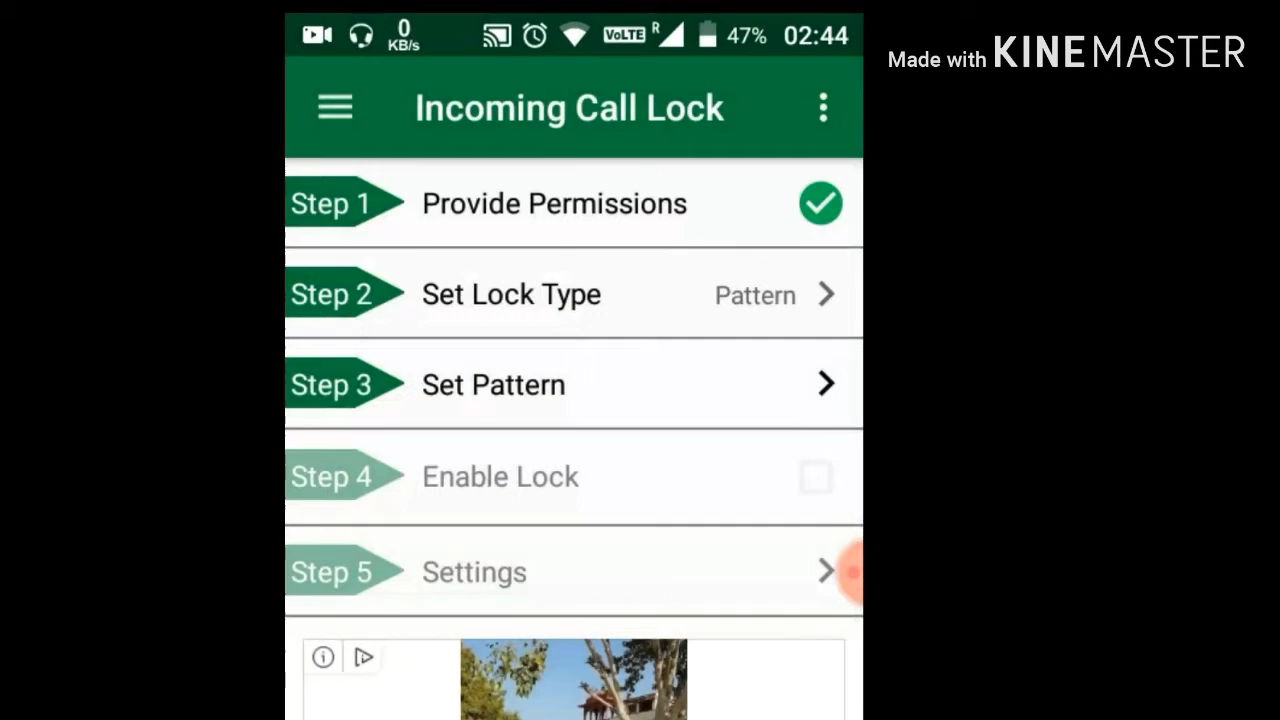 0
KB/s
VoLTE
R
47%
02:44
Made with KINEMASTER
Incoming Call Lock
Step 1
Provide Permissions
Step 2
Set Lock Type
Pattern
Step 3
Set Pattern
Step 4
Enable Lock
Step 5
Settings